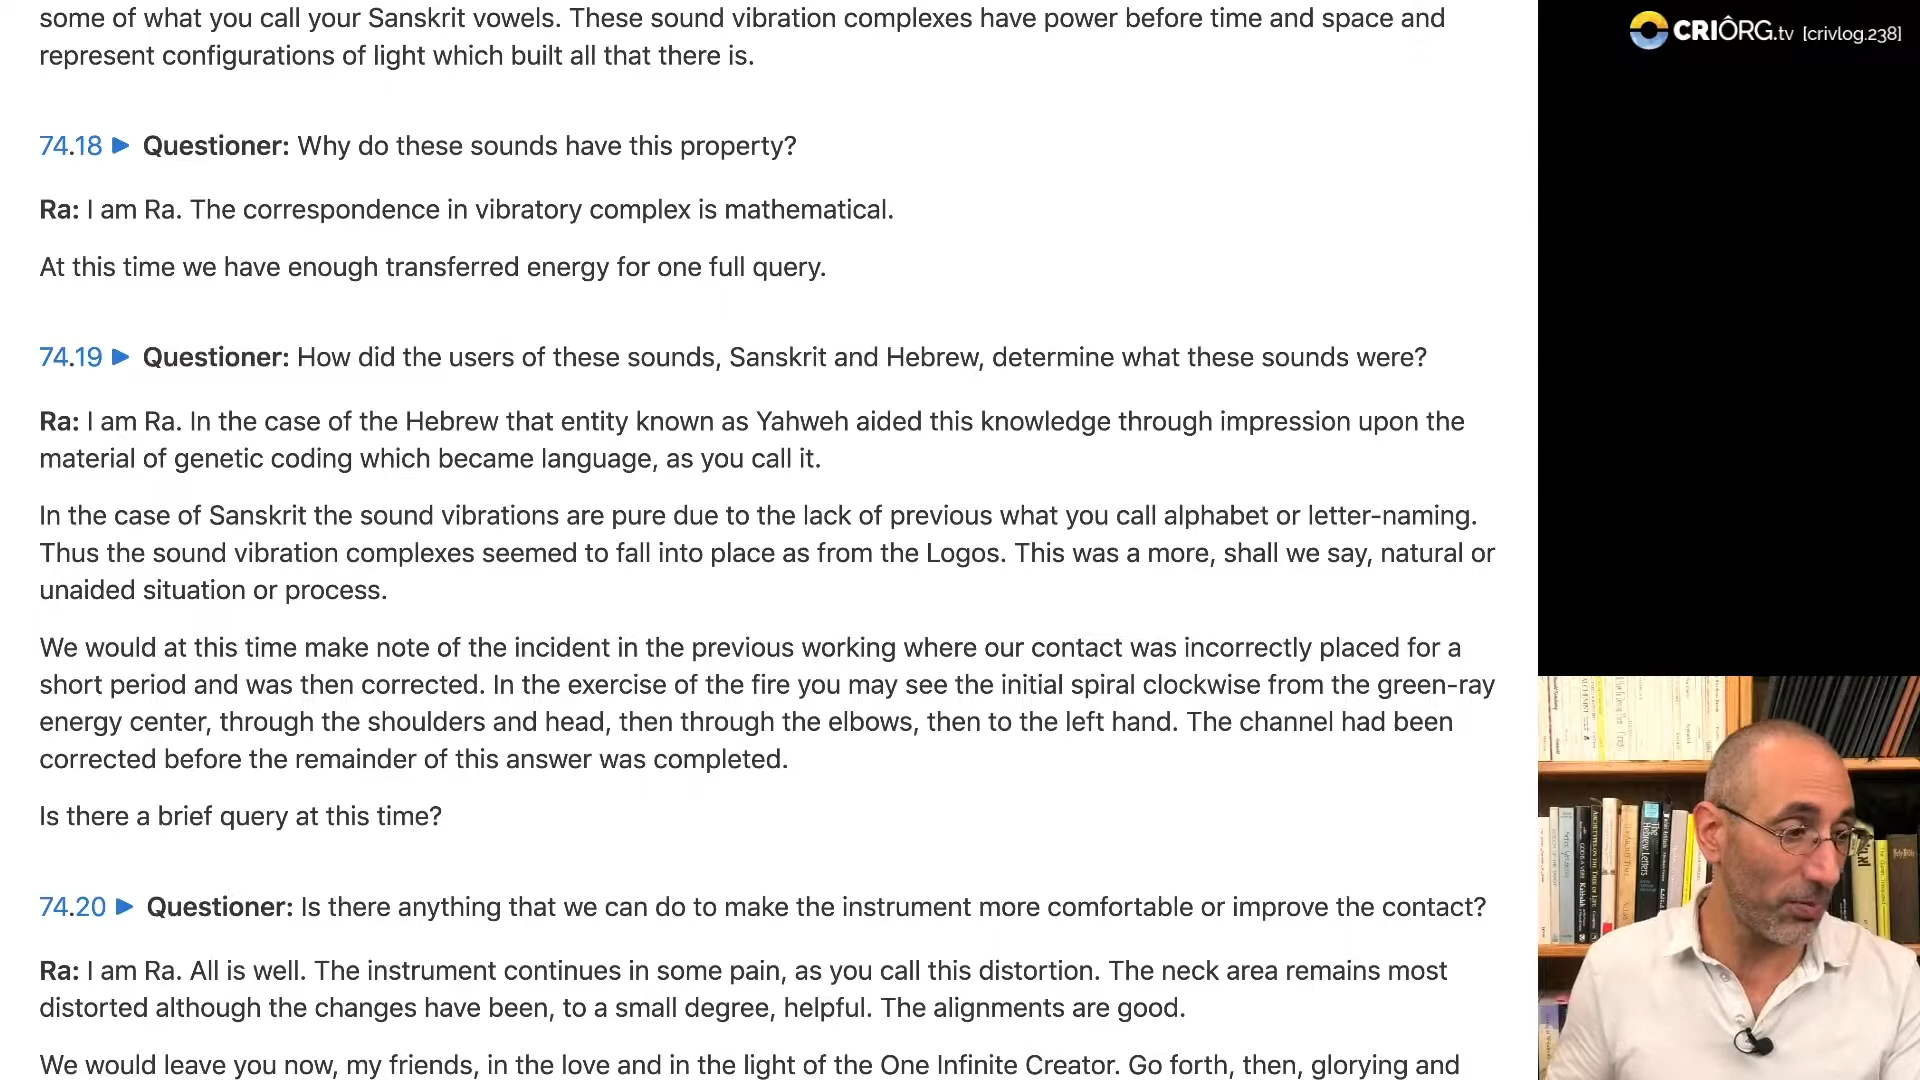 some of what you call your Sanskrit vowels. These sound vibration complexes have power before time and space and
represent configurations of light which built all that there is.
CRIÔRG.tv [crivlog.238]
74.18 ▶ Questioner: Why do these sounds have this property?
Ra: I am Ra. The correspondence in vibratory complex is mathematical.
At this time we have enough transferred energy for one full query.
74.19 ▶ Questioner: How did the users of these sounds, Sanskrit and Hebrew, determine what these sounds were?
Ra: I am Ra. In the case of the Hebrew that entity known as Yahweh aided this knowledge through impression upon the
material of genetic coding which became language, as you call it.
In the case of Sanskrit the sound vibrations are pure due to the lack of previous what you call alphabet or letter-naming.
Thus the sound vibration complexes seemed to fall into place as from the Logos. This was a more, shall we say, natural or
unaided situation or process.
We would at this time make note of the incident in the previous working where our contact was incorrectly placed for a
short period and was then corrected. In the exercise of the fire you may see the initial spiral clockwise from the green-ray
energy center, through the shoulders and head, then through the elbows, then to the left hand. The channel had been
corrected before the remainder of this answer was completed.
Is there a brief query at this time?
74.20 ▶ Questioner: Is there anything that we can do to make the instrument more comfortable or improve the contact?
Ra: I am Ra. All is well. The instrument continues in some pain, as you call this distortion. The neck area remains most
distorted although the changes have been, to a small degree, helpful. The alignments are good.
We would leave you now, my friends, in the love and in the light of the One Infinite Creator. Go forth, then, glorying and
The Hebrew Letters
Holy Bible